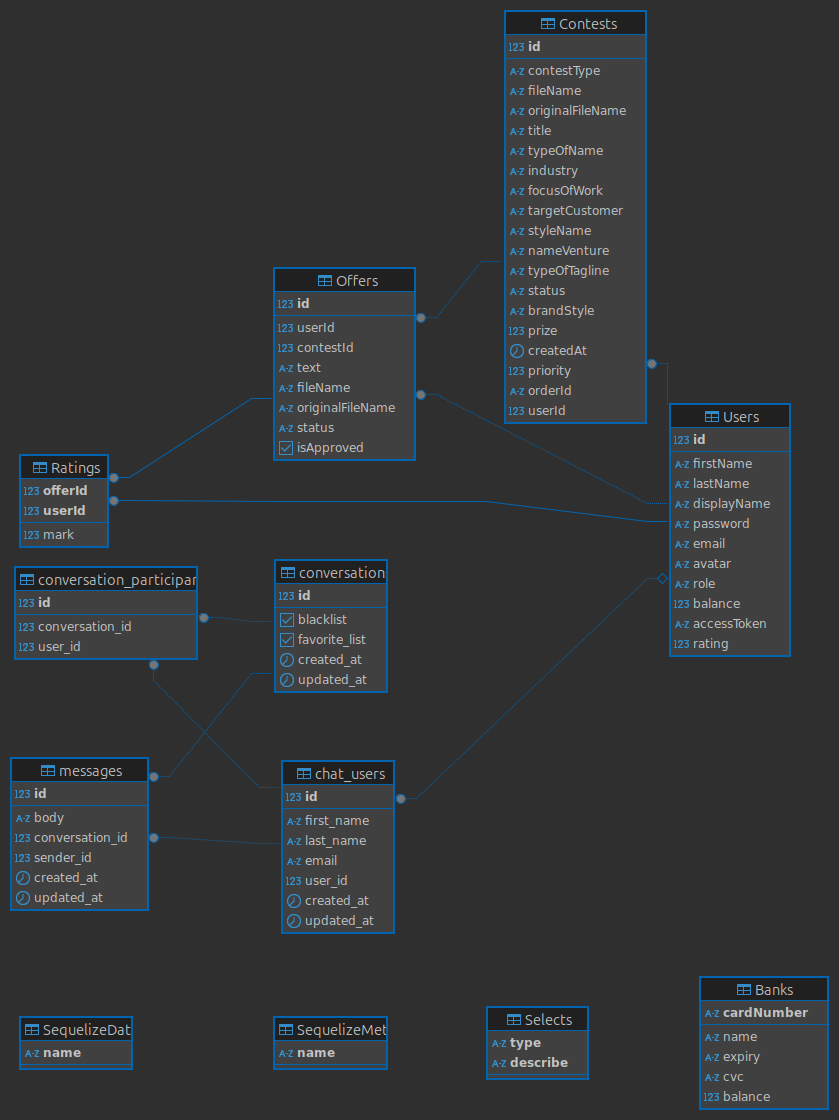 Contests
123 id
A-Z contestType
A-Z fileName
A-Z originalFileName
A-Z title
A-Z typeOfName
A-Z industry
A-Z focusOfWork
A-Z targetCustomer
A-Z styleName
A-Z nameVenture
A-Z typeOfTagline
A-Z status
A-Z brandStyle
123 prize
createdAt
123 priority
A-Z orderId
123 userId
Offers
123 id
123 userId
123 contestId
A-Z text
A-Z fileName
A-Z originalFileName
A-Z status
isApproved
Users
123 id
A-Z firstName
A-Z lastName
A-Z displayName
A-Z password
A-Z email
A-Z avatar
A-Z role
123 balance
A-Z accessToken
123 rating
Ratings
123 offerId
123 userId
123 mark
conversation_participar
123 id
123 conversation_id
123 user_id
conversation
123 id
blacklist
favorite_list
created_at
updated_at
messages
123 id
A-Z body
123 conversation_id
123 sender_id
created_at
updated_at
chat_users
123 id
A-Z first_name
A-Z last_name
A-Z email
123 user_id
created_at
updated_at
SequelizeDat
A-Z name
SequelizeMet
A-Z name
Selects
A-Z type
A-Z describe
Banks
A-Z cardNumber
A-Z name
A-Z expiry
A-Z cvc
123 balance